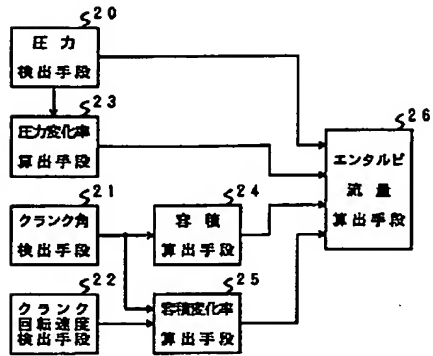 20
圧力
検出手段
23
圧力変化率
算出手段
26
エンタルピ
流量
算出手段
21
クランク角
検出手段
24
容積
算出手段
22
クランク
回転速度
検出手段
25
容積変化率
算出手段